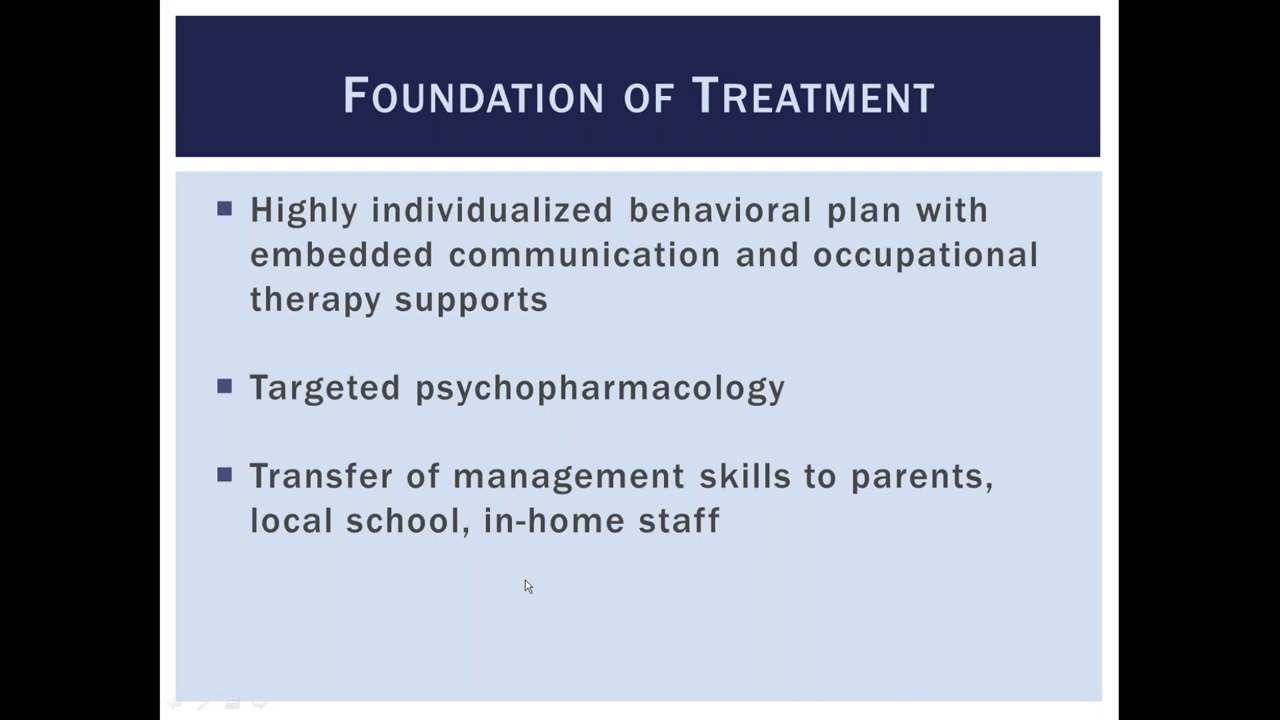 Foundation of Treatment
Highly individualized behavioral plan with
embedded communication and occupational
therapy supports
Targeted psychopharmacology
Transfer of management skills to parents,
local school, in-home staff